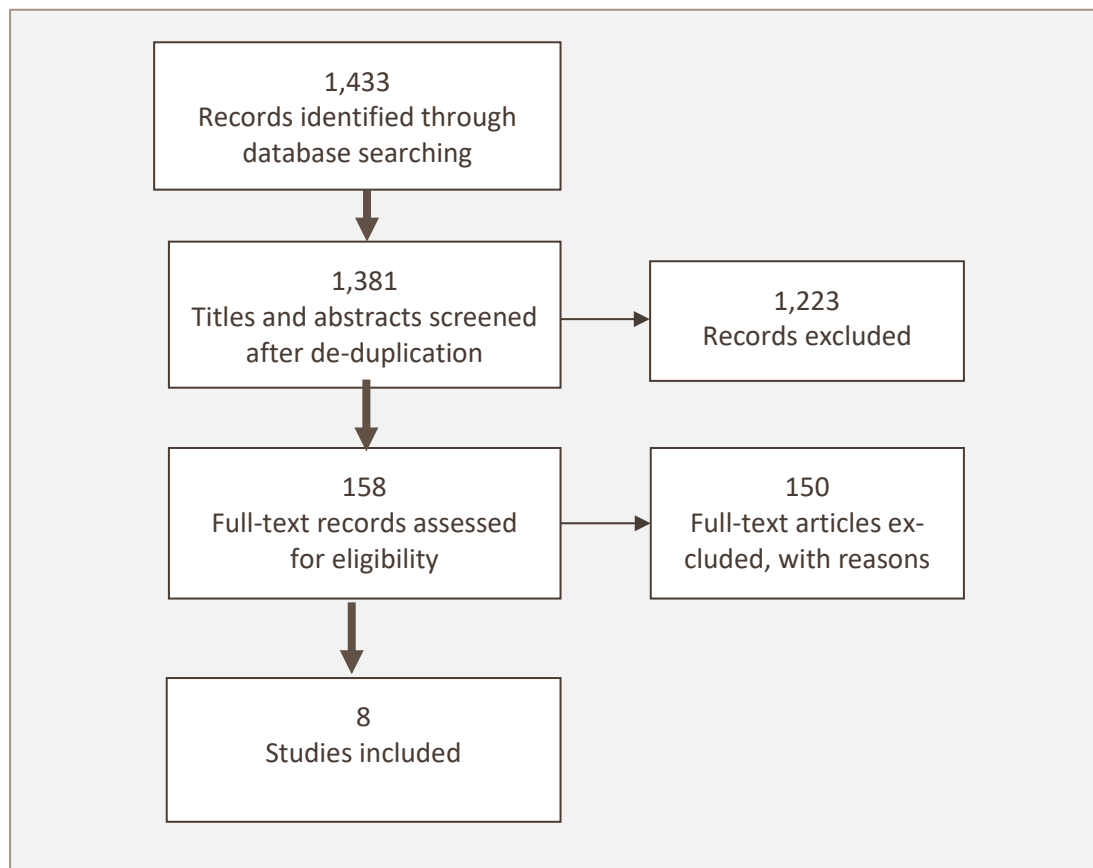 1,433
Records identified through
database searching
1,381
Titles and abstracts screened
after de-duplication
1,223
Records excluded
158
Full-text records assessed
for eligibility
150
Full-text articles ex-
cluded, with reasons
8
Studies included